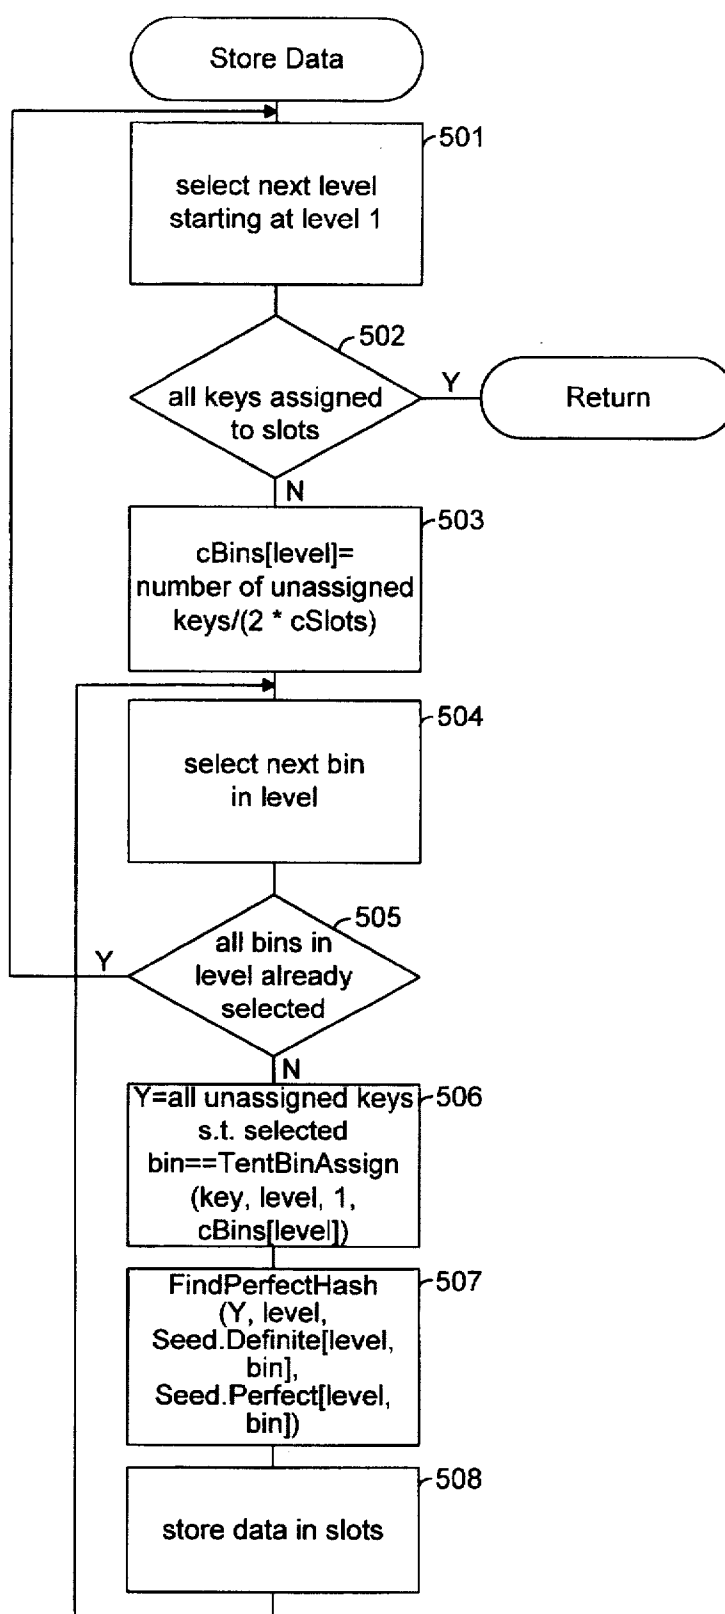 Store Data
501
select next level
starting at level 1
502
all keys assigned
to slots
Y
Return
N
503
cBins[level]=
number of unassigned
keys/(2 * cSlots)
504
select next bin
in level
505
all bins in
level already
selected
Y
N
506
Y=all unassigned keys
s.t. selected
bin==TentBinAssign
(key, level, 1,
cBins[level])
507
FindPerfectHash
(Y, level,
Seed.Definite[level,
bin],
Seed.Perfect[level,
bin])
508
store data in slots